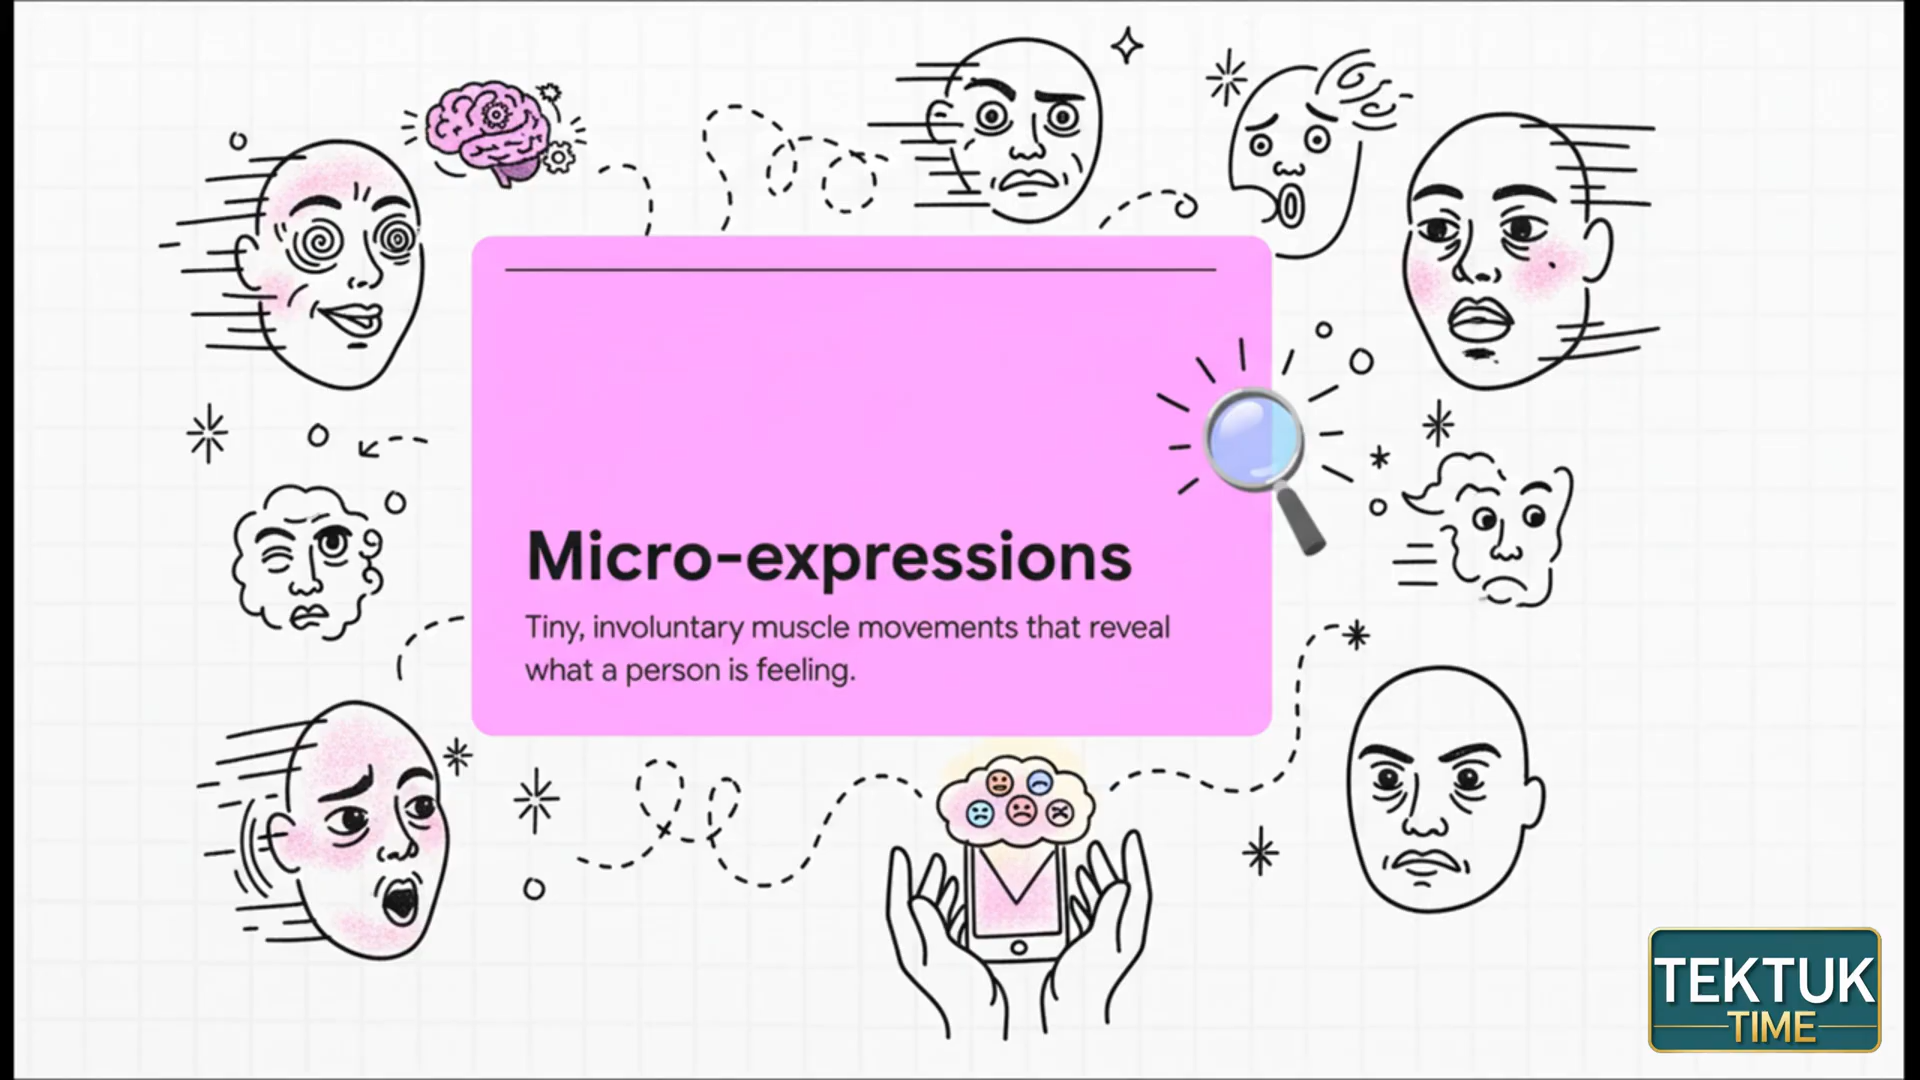 Micro-expressions
Tiny, involuntary muscle movements that reveal
what a person is feeling.
TEKTUK
TIME